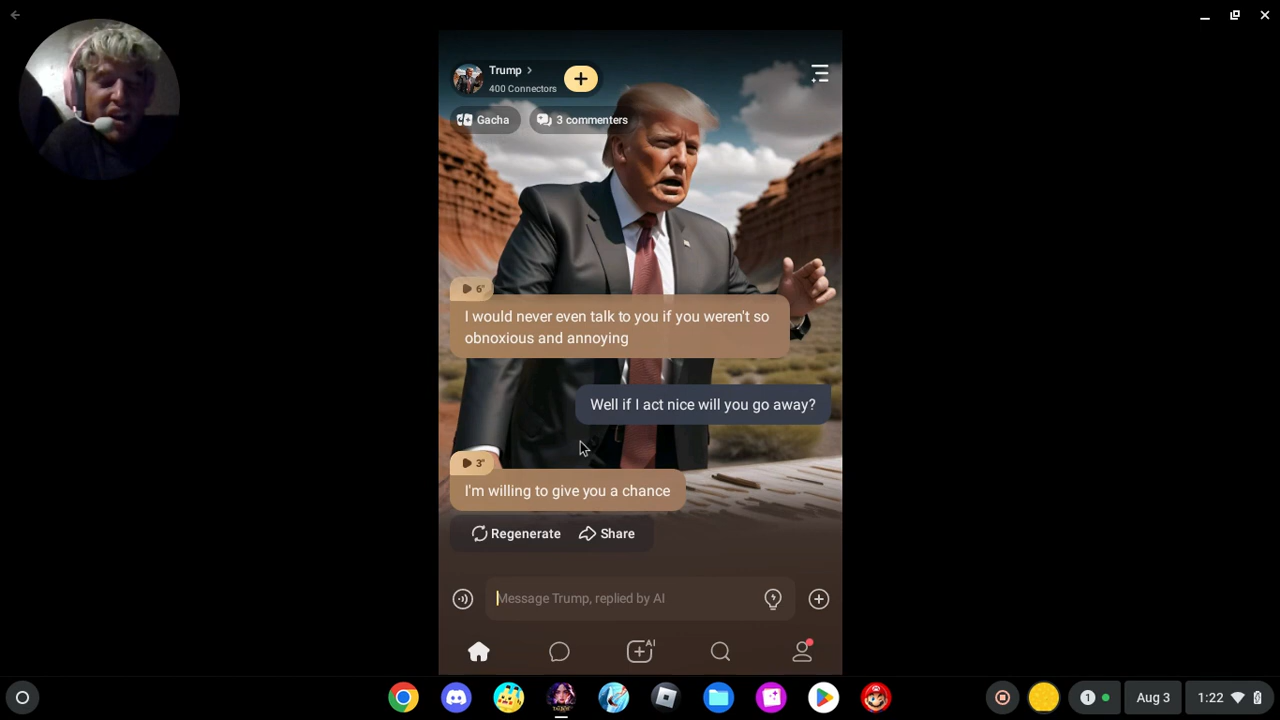 Trump >
400 Connectors
Gacha
3 commenters
6"
I would never even talk to you if you weren't so
obnoxious and annoying
Well if I act nice will you go away?
3"
I'm willing to give you a chance
Regenerate
Share
Message Trump, replied by AI
AI
1
Aug 3
1:22